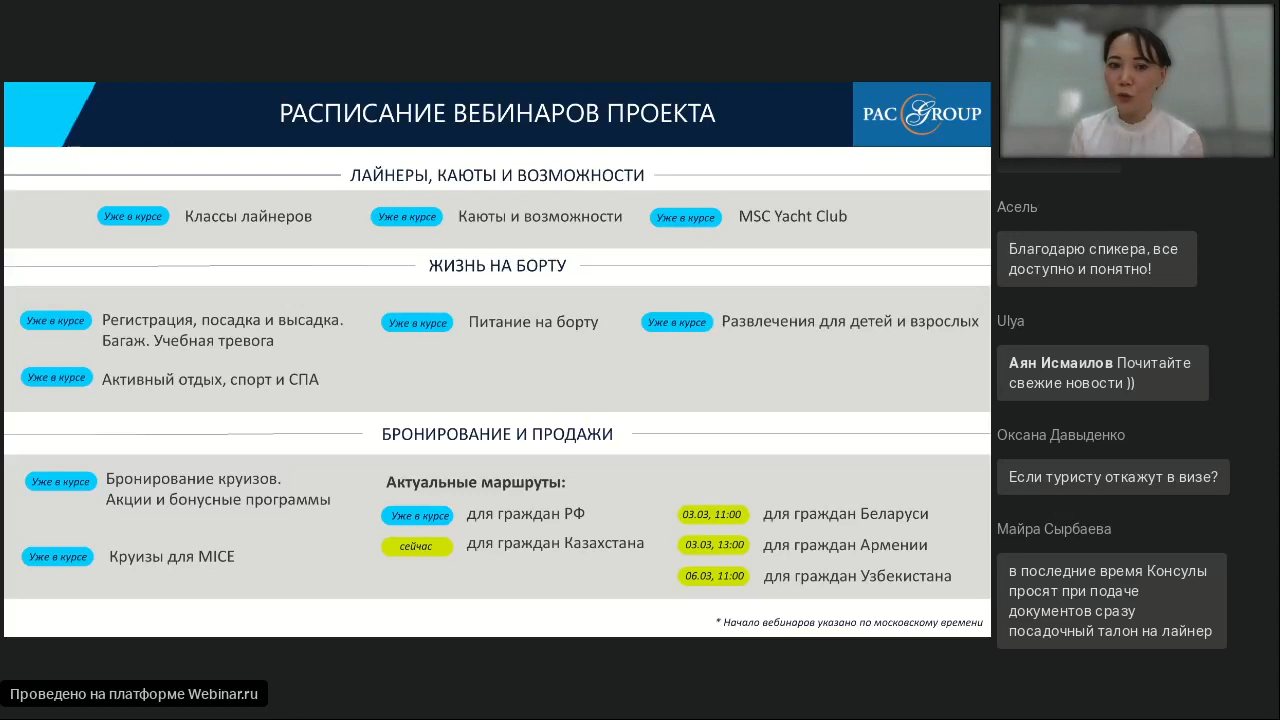 РАСПИСАНИЕ ВЕБИНАРОВ ПРОЕКТА
PAC GROUP
ЛАЙНЕРЫ, КАЮТЫ И ВОЗМОЖНОСТИ
Уже в курсе Классы лайнеров
Уже в курсе Каюты и возможности
Уже в курсе MSC Yacht Club
ЖИЗНЬ НА БОРТУ
Уже в курсе Регистрация, посадка и высадка.
Багаж. Учебная тревога
Уже в курсе Питание на борту
Уже в курсе Развлечения для детей и взрослых
Уже в курсе Активный отдых, спорт и СПА
БРОНИРОВАНИЕ И ПРОДАЖИ
Уже в курсе Бронирование круизов.
Акции и бонусные программы
Уже в курсе Круизы для MICE
Актуальные маршруты:
Уже в курсе для граждан РФ
сейчас для граждан Казахстана
03.03, 11:00 для граждан Беларуси
03.03, 13:00 для граждан Армении
06.03, 11:00 для граждан Узбекистана
* Начало вебинаров указано по московскому времени
Асель
Благодарю спикера, все
доступно и понятно!
Ulya
Аян Исмаилов Почитайте
свежие новости ))
Оксана Давыденко
Если туристу откажут в визе?
Майра Сырбаева
в последние время Консулы
просят при подаче
документов сразу
посадочный талон на лайнер
Проведено на платформе Webinar.ru